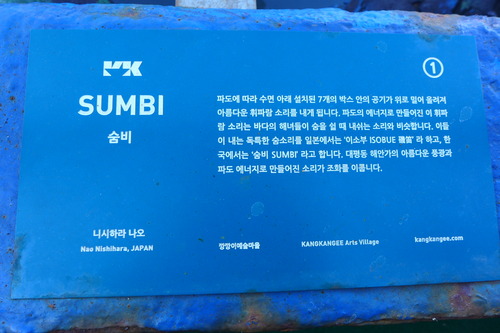 ①
SUMBI
숨비
파도에 따라 수면 아래 설치된 7개의 박스 안의 공기가 위로 밀어 올려져
아름다운 휘파람 소리를 내게 됩니다. 파도의 에너지로 만들어진 이 휘파
람 소리는 바다의 해녀들이 숨을 쉴 때 내쉬는 소리와 비슷합니다. 이들
이 내는 독특한 숨소리를 일본에서는 '이소부 ISOBUE 磯笛' 라 하고, 한
국에서는 '숨비 SUMBI' 라고 합니다. 대평동 해안가의 아름다운 풍광과
파도 에너지로 만들어진 소리가 조화를 이룹니다.
니시하라 나오
Nao Nishihara, JAPAN
깡깡이예술마을
KANGKANGEE Arts Village
kangkangee.com